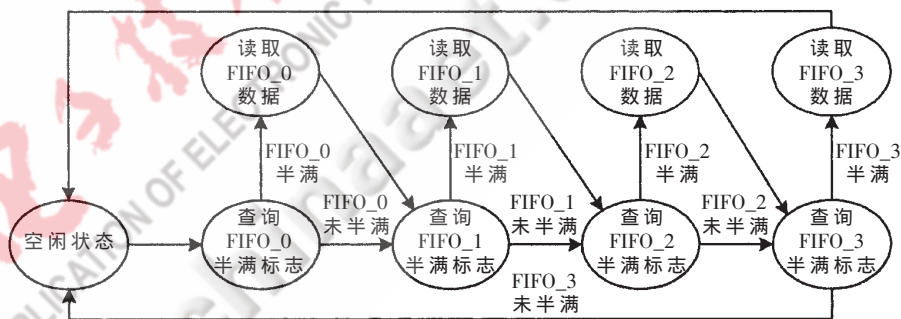 读取
FIFO_0
数据
读取
FIFO_1
数据
读取
FIFO_2
数据
读取
FIFO_3
数据
FIFO_0
半满
FIFO_1
半满
FIFO_2
半满
FIFO_3
半满
空闲状态
查询
FIFO_0
半满标志
FIFO_0
未半满
查询
FIFO_1
半满标志
FIFO_1
未半满
查询
FIFO_2
半满标志
FIFO_2
未半满
查询
FIFO_3
半满标志
FIFO_3
未半满